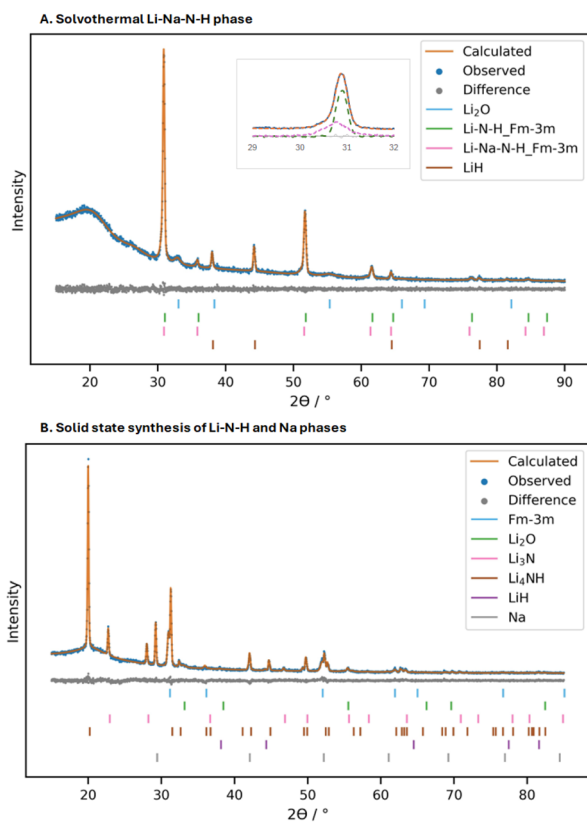 A. Solvothermal Li-Na-N-H phase
Calculated
Observed
Difference
Li₂O
Li-N-H_Fm-3m
Li-Na-N-H_Fm-3m
LiH
29 30 31 32
Intensity
20 30 40 50 60 70 80 90
2Θ / °
B. Solid state synthesis of Li-N-H and Na phases
Calculated
Observed
Difference
Fm-3m
Li₂O
Li₃N
Li₄NH
LiH
Na
Intensity
20 30 40 50 60 70 80
2Θ / °